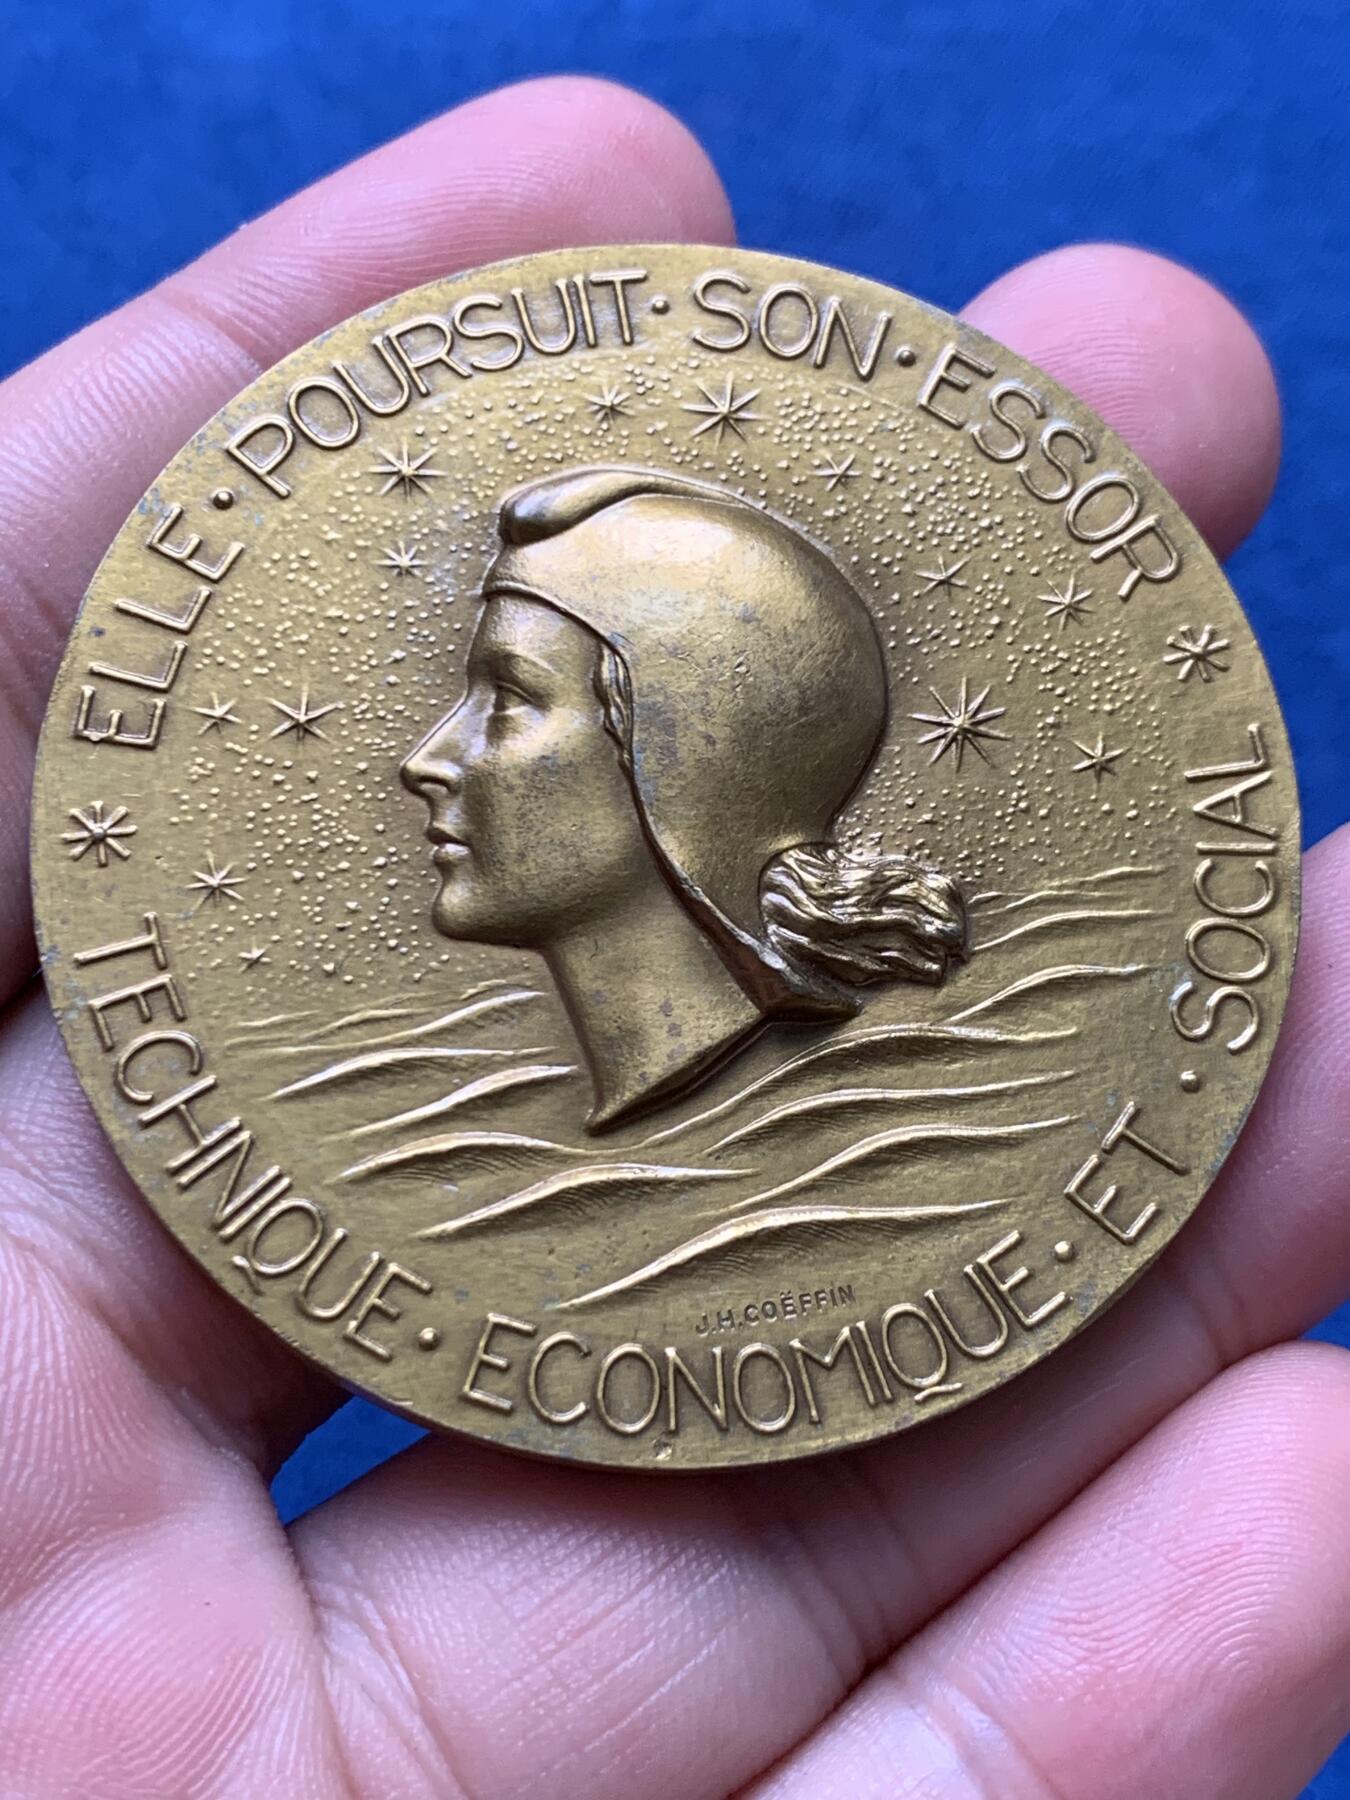 * ELLE · POURSUIT · SON · ESSOR *
TECHNIQUE · ECONOMIQUE · ET · SOCIAL
J.H. COËFFIN